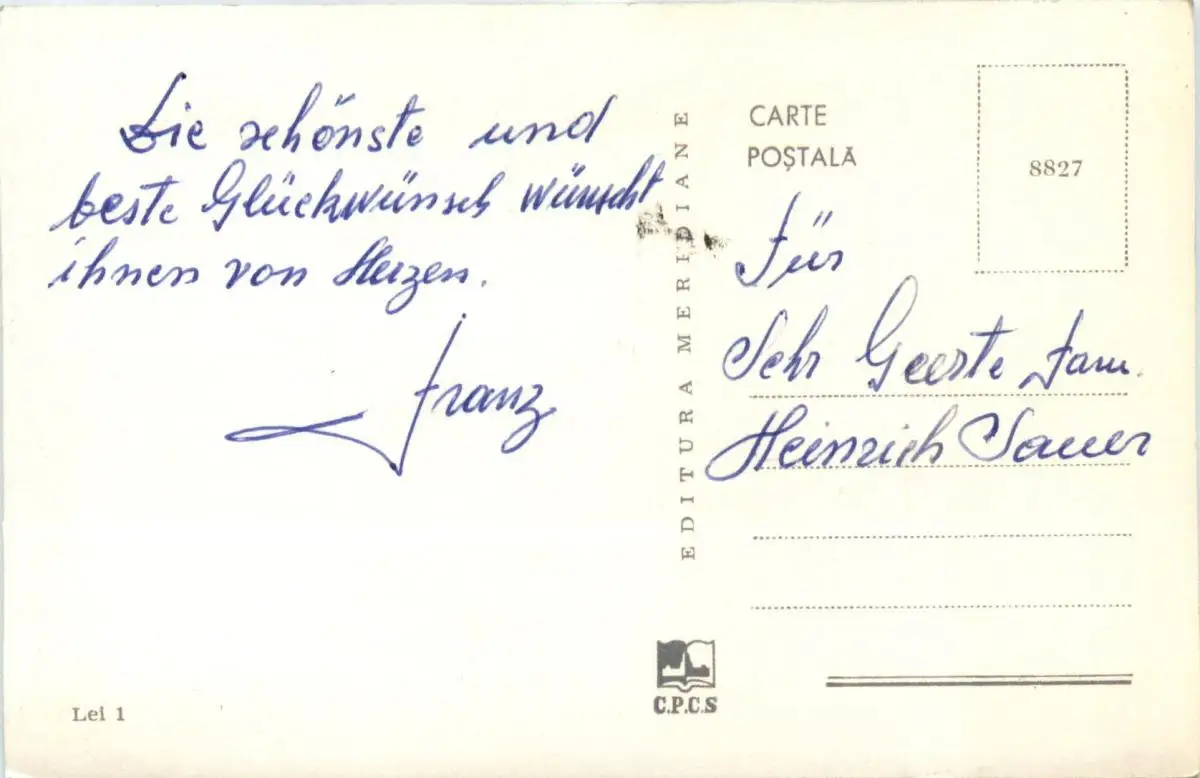 Die schönste und
beste Glückwünsch wünscht
ihnen von Herzen.
Franz
EDITURA MERIDIANE
CARTE
POȘTALĂ
8827
Für
Sehr Geerte Fam.
Heinrich Sauer
C.P.C.S
Lei 1